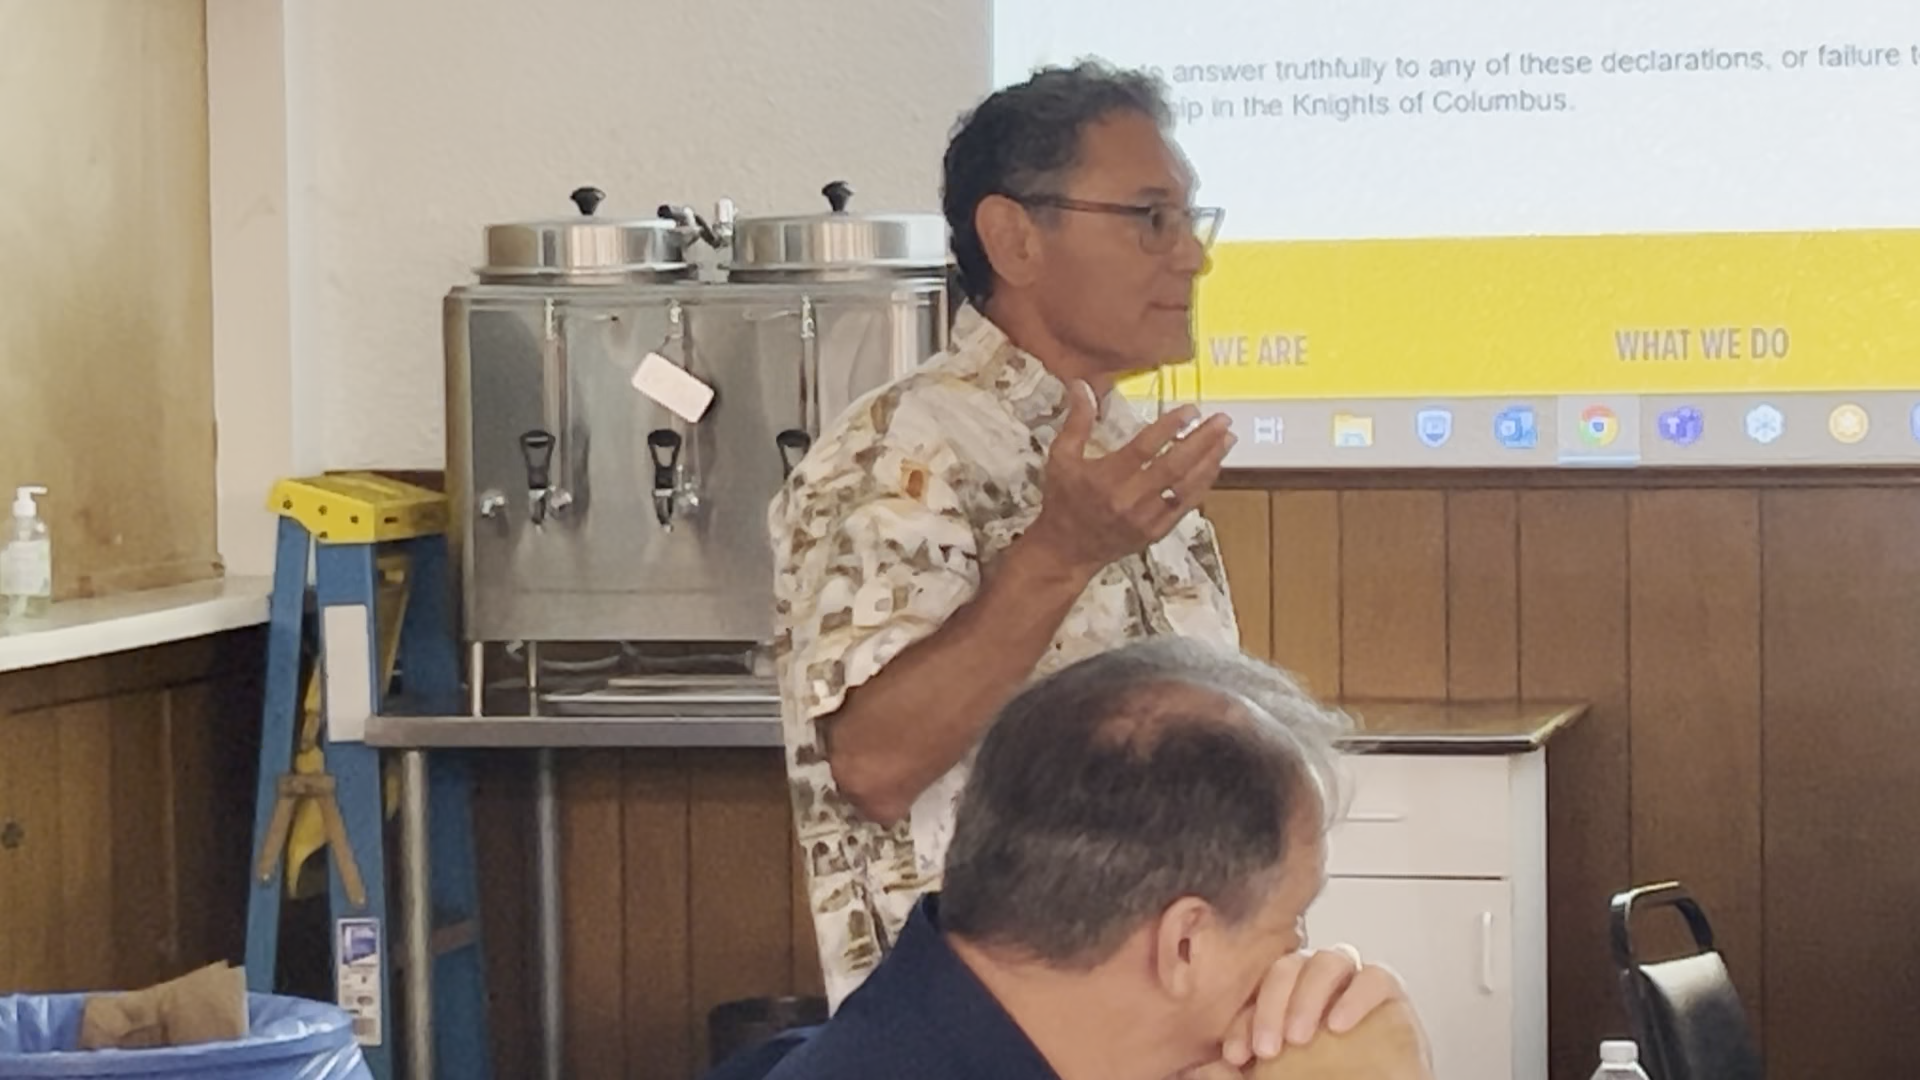 answer truthfully to any of these declarations, or failure
in the Knights of Columbus.
WE ARE
WHAT WE DO